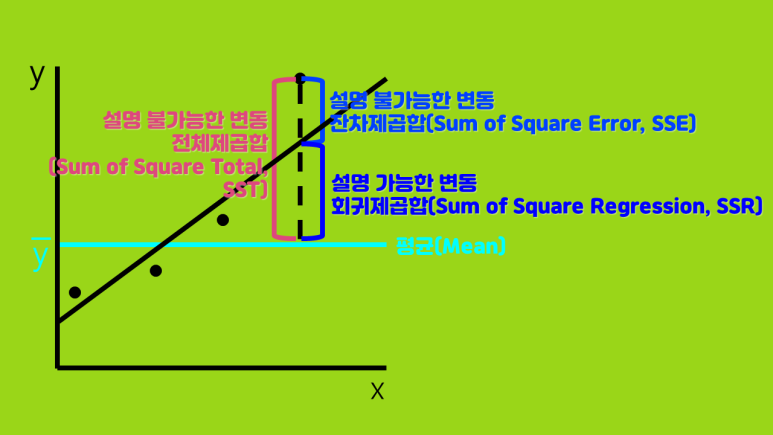 y
설명 불가능한 변동
잔차제곱합(Sum of Square Error, SSE)
설명 불가능한 변동
전체제곱합
(Sum of Square Total,
SST)
설명 가능한 변동
회귀제곱합(Sum of Square Regression, SSR)
y̅
평균(Mean)
x